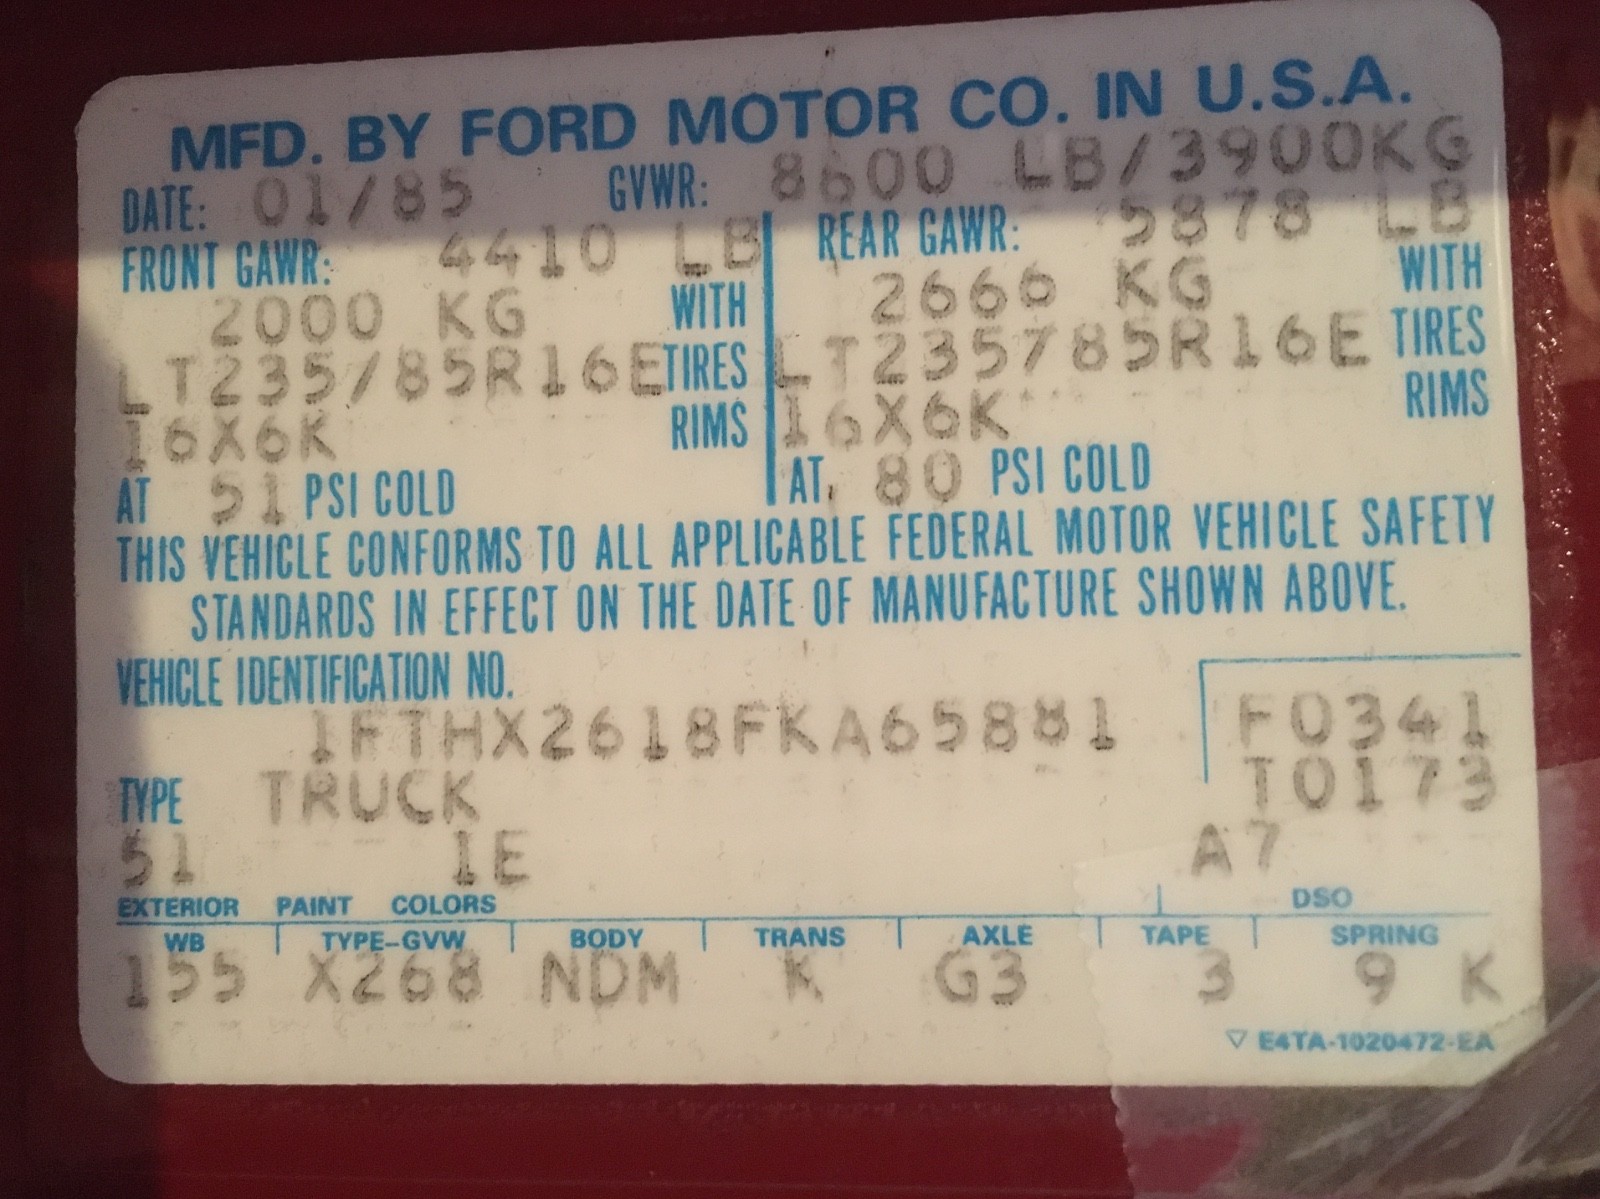 MFD. BY FORD MOTOR CO. IN U.S.A.
DATE: 01/85 GVWR: 8600 LB/3900KG
FRONT GAWR: 4410 LB
2000 KG WITH
LT235/85R16E TIRES
16X6K RIMS
AT 51 PSI COLD
REAR GAWR: 5878 LB
2666 KG WITH
LT235/85R16E TIRES
16X6K RIMS
AT 80 PSI COLD
THIS VEHICLE CONFORMS TO ALL APPLICABLE FEDERAL MOTOR VEHICLE SAFETY
STANDARDS IN EFFECT ON THE DATE OF MANUFACTURE SHOWN ABOVE.
VEHICLE IDENTIFICATION NO.
1FTHX2618FKA65881 F0341
TYPE TRUCK T0173
51 1E A7
EXTERIOR PAINT COLORS DSO
WB TYPE-GVW BODY TRANS AXLE TAPE SPRING
155 X268 NDM K G3 3 9 K
▽ E4TA-1020472-EA